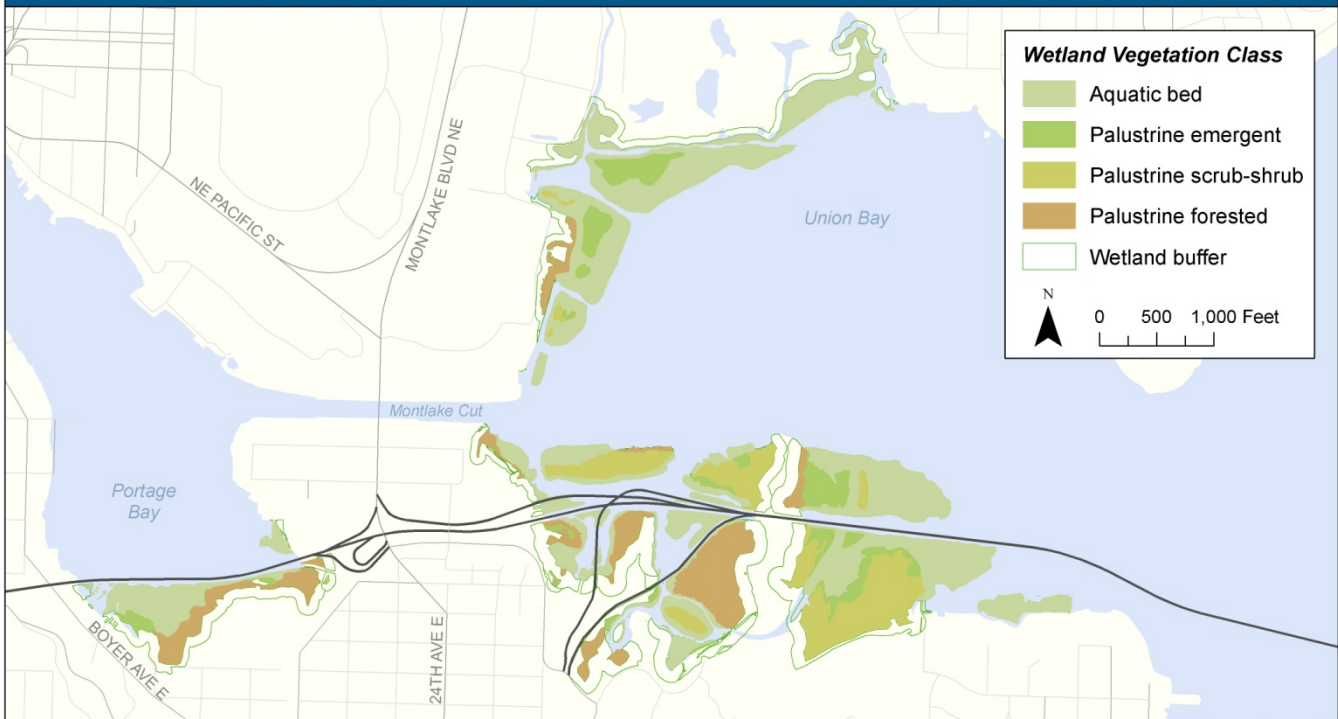 Wetland Vegetation Class
Aquatic bed
Palustrine emergent
Palustrine scrub-shrub
Palustrine forested
Wetland buffer
N
0 500 1,000 Feet
NE PACIFIC ST
MONTLAKE BLVD NE
Union Bay
Montlake Cut
Portage
Bay
BOYER AVE E
24TH AVE E